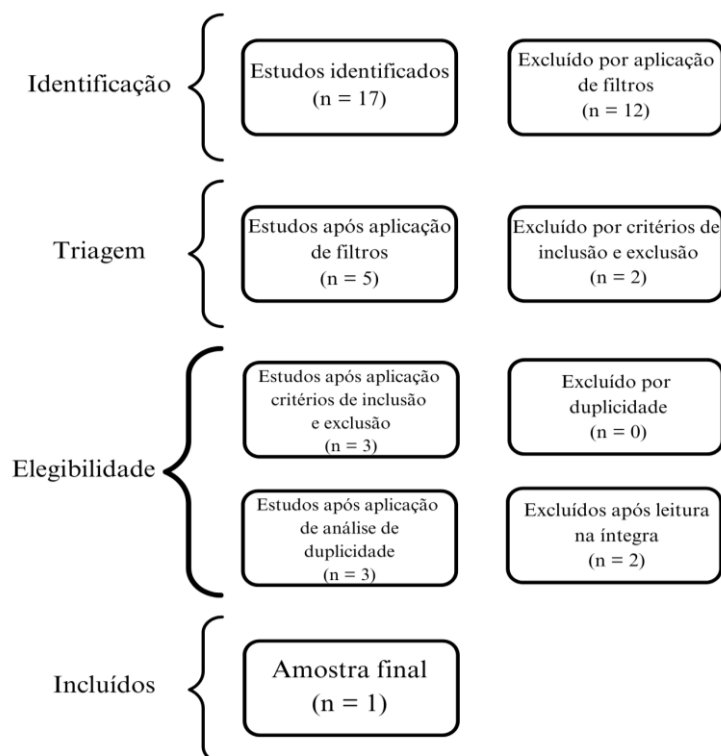 Identificação
Estudos identificados
(n = 17)
Excluído por aplicação
de filtros
(n = 12)
Triagem
Estudos após aplicação
de filtros
(n = 5)
Excluído por critérios de
inclusão e exclusão
(n = 2)
Elegibilidade
Estudos após aplicação
critérios de inclusão
e exclusão
(n = 3)
Excluído por
duplicidade
(n = 0)
Estudos após aplicação
de análise de
duplicidade
(n = 3)
Excluídos após leitura
na íntegra
(n = 2)
Incluídos
Amostra final
(n = 1)